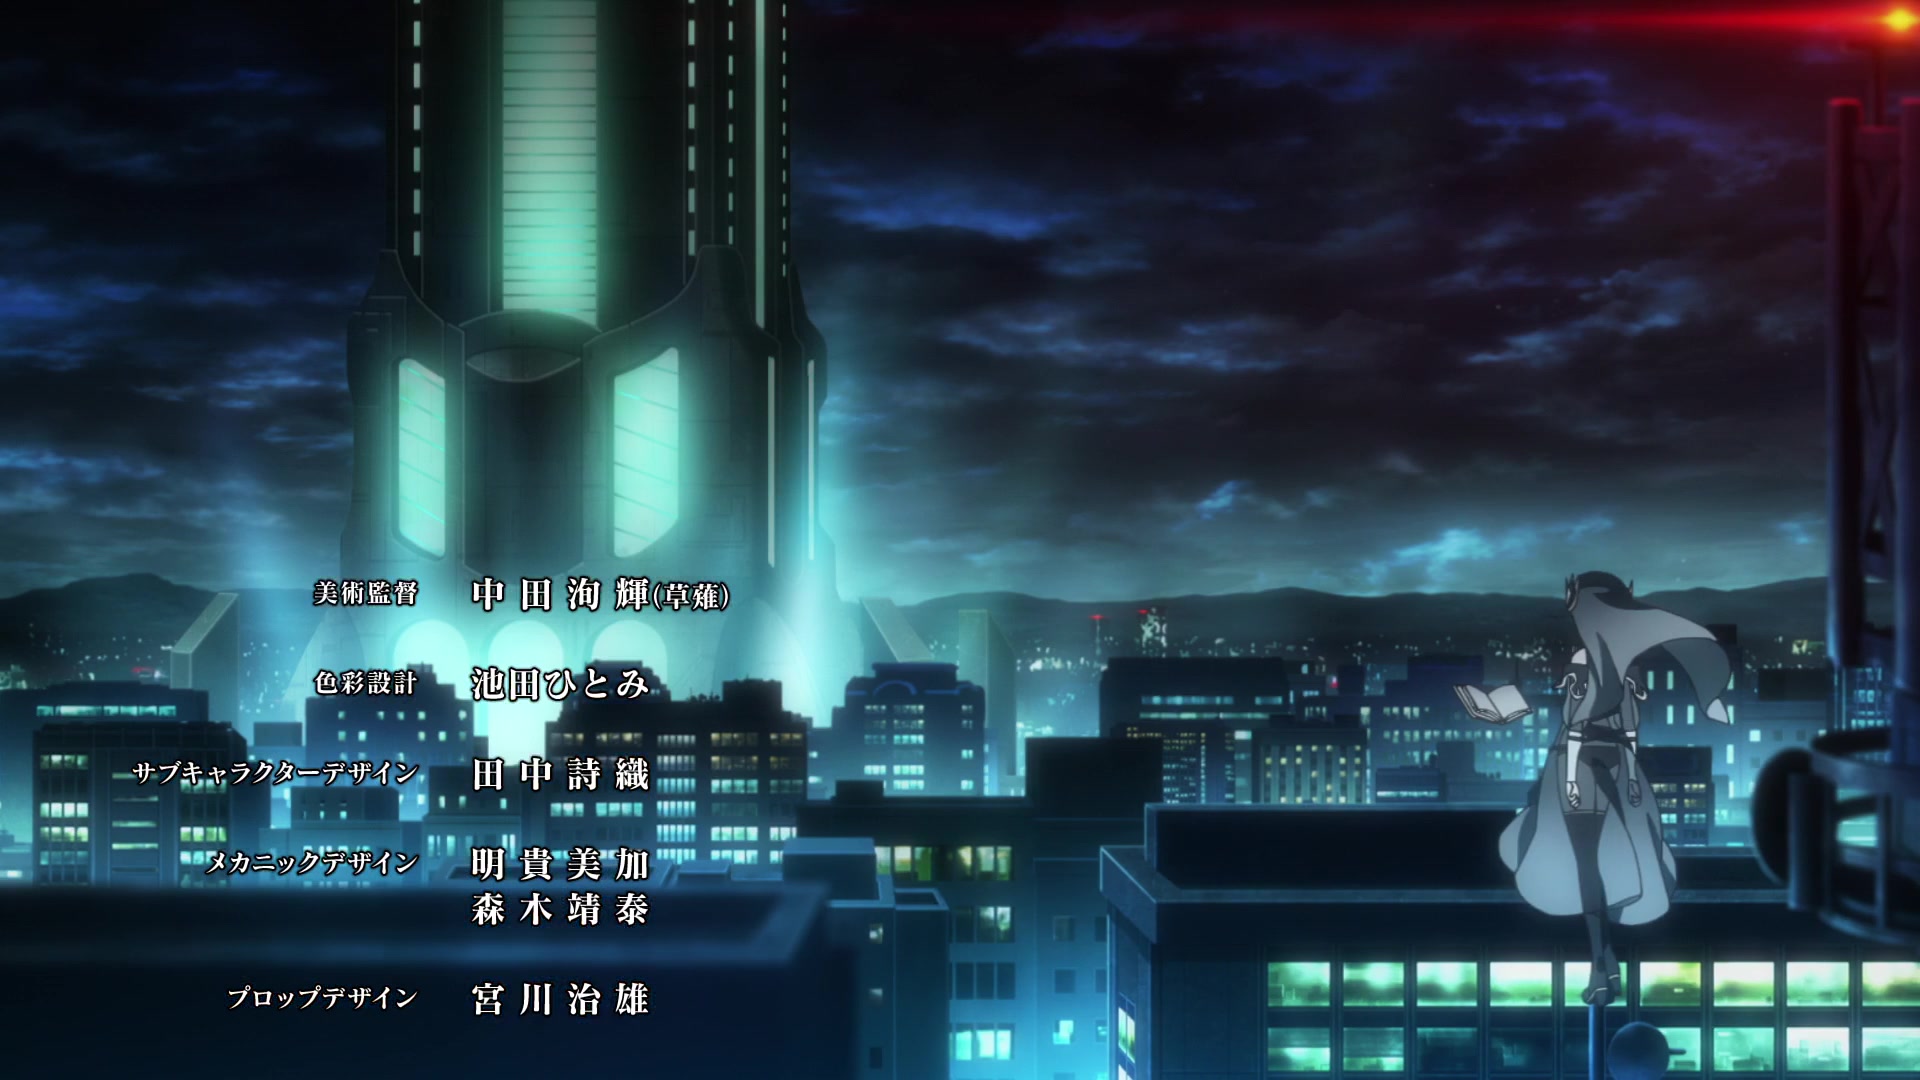 美術監督 中田洵輝(草薙)
色彩設計 池田ひとみ
サブキャラクターデザイン 田中詩織
メカニックデザイン 明貴美加
森木靖泰
プロップデザイン 宮川治雄